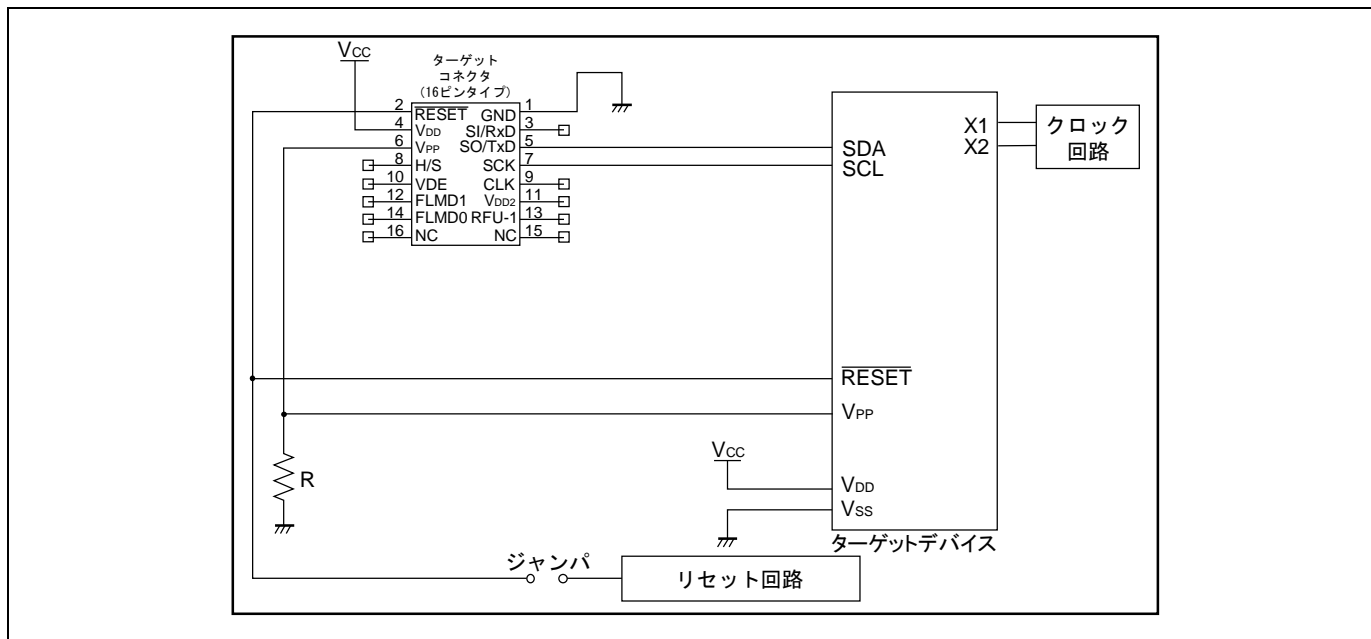 VCC
ターゲット
コネクタ
(16ピンタイプ)
2 RESET GND 1
4 VDD SI/RxD 3
6 VPP SO/TxD 5
8 H/S SCK 7
10 VDE CLK 9
12 FLMD1 VDD2 11
14 FLMD0 RFU-1 13
16 NC NC 15
SDA
SCL
X1
X2
クロック
回路
RESET
VPP
R
VCC
VDD
VSS
ターゲットデバイス
ジャンパ
リセット回路